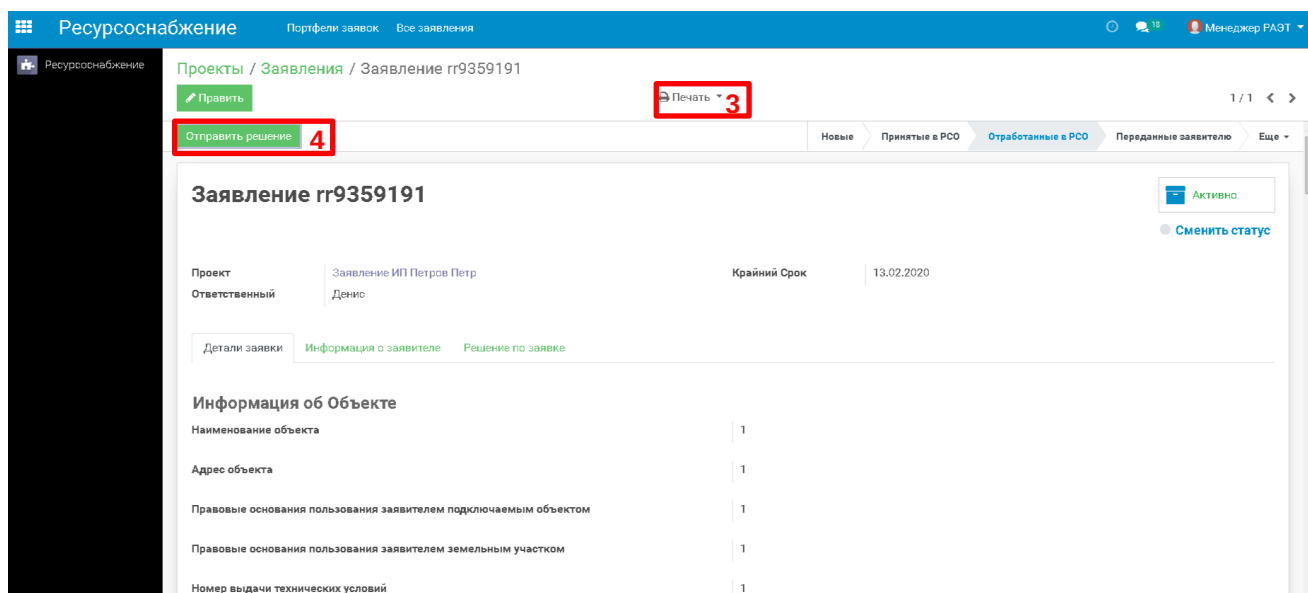 Ресурсоснабжение Портфели заявок Все заявления 18 Менеджер РАЭТ
Ресурсоснабжение
Проекты / Заявления / Заявление rr9359191
Править Печать 3 1 / 1
Отправить решение 4 Новые Принятые в РСО Отработанные в РСО Переданные заявителю Еще
Заявление rr9359191
Активно
Сменить статус
Проект Заявление ИП Петров Петр Крайний Срок 13.02.2020
Ответственный Денис
Детали заявки Информация о заявителе Решение по заявке
Информация об Объекте
Наименование объекта 1
Адрес объекта 1
Правовые основания пользования заявителем подключаемым объектом 1
Правовые основания пользования заявителем земельным участком 1
Номер выдачи технических условий 1